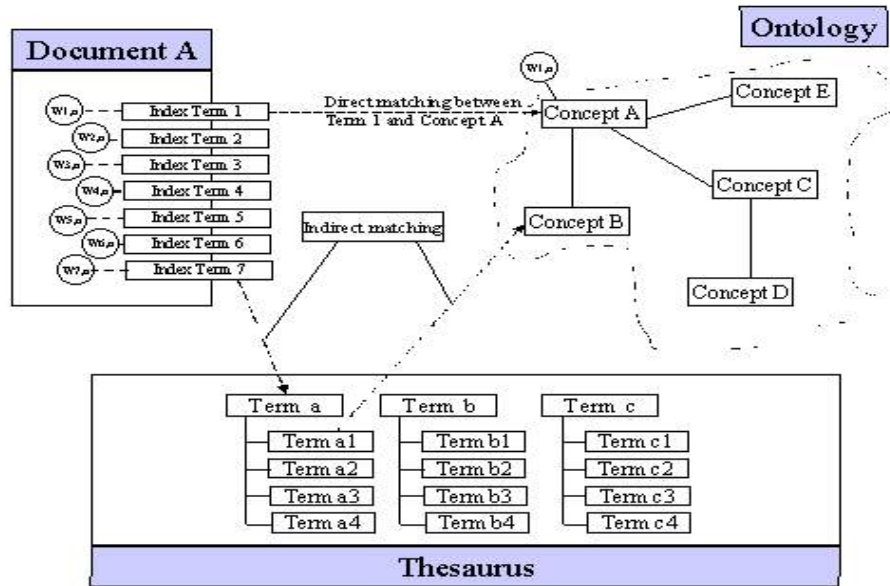 Document A
Ontology
W1,a
Index Term 1
W2,a
Index Term 2
W3,a
Index Term 3
W4,a
Index Term 4
W5,a
Index Term 5
W6,a
Index Term 6
W7,a
Index Term 7
Direct matching between
Term 1 and Concept A
Indirect matching
W1,a
Concept A
Concept E
Concept C
Concept B
Concept D
Term a
Term a1
Term a2
Term a3
Term a4
Term b
Term b1
Term b2
Term b3
Term b4
Term c
Term c1
Term c2
Term c3
Term c4
Thesaurus